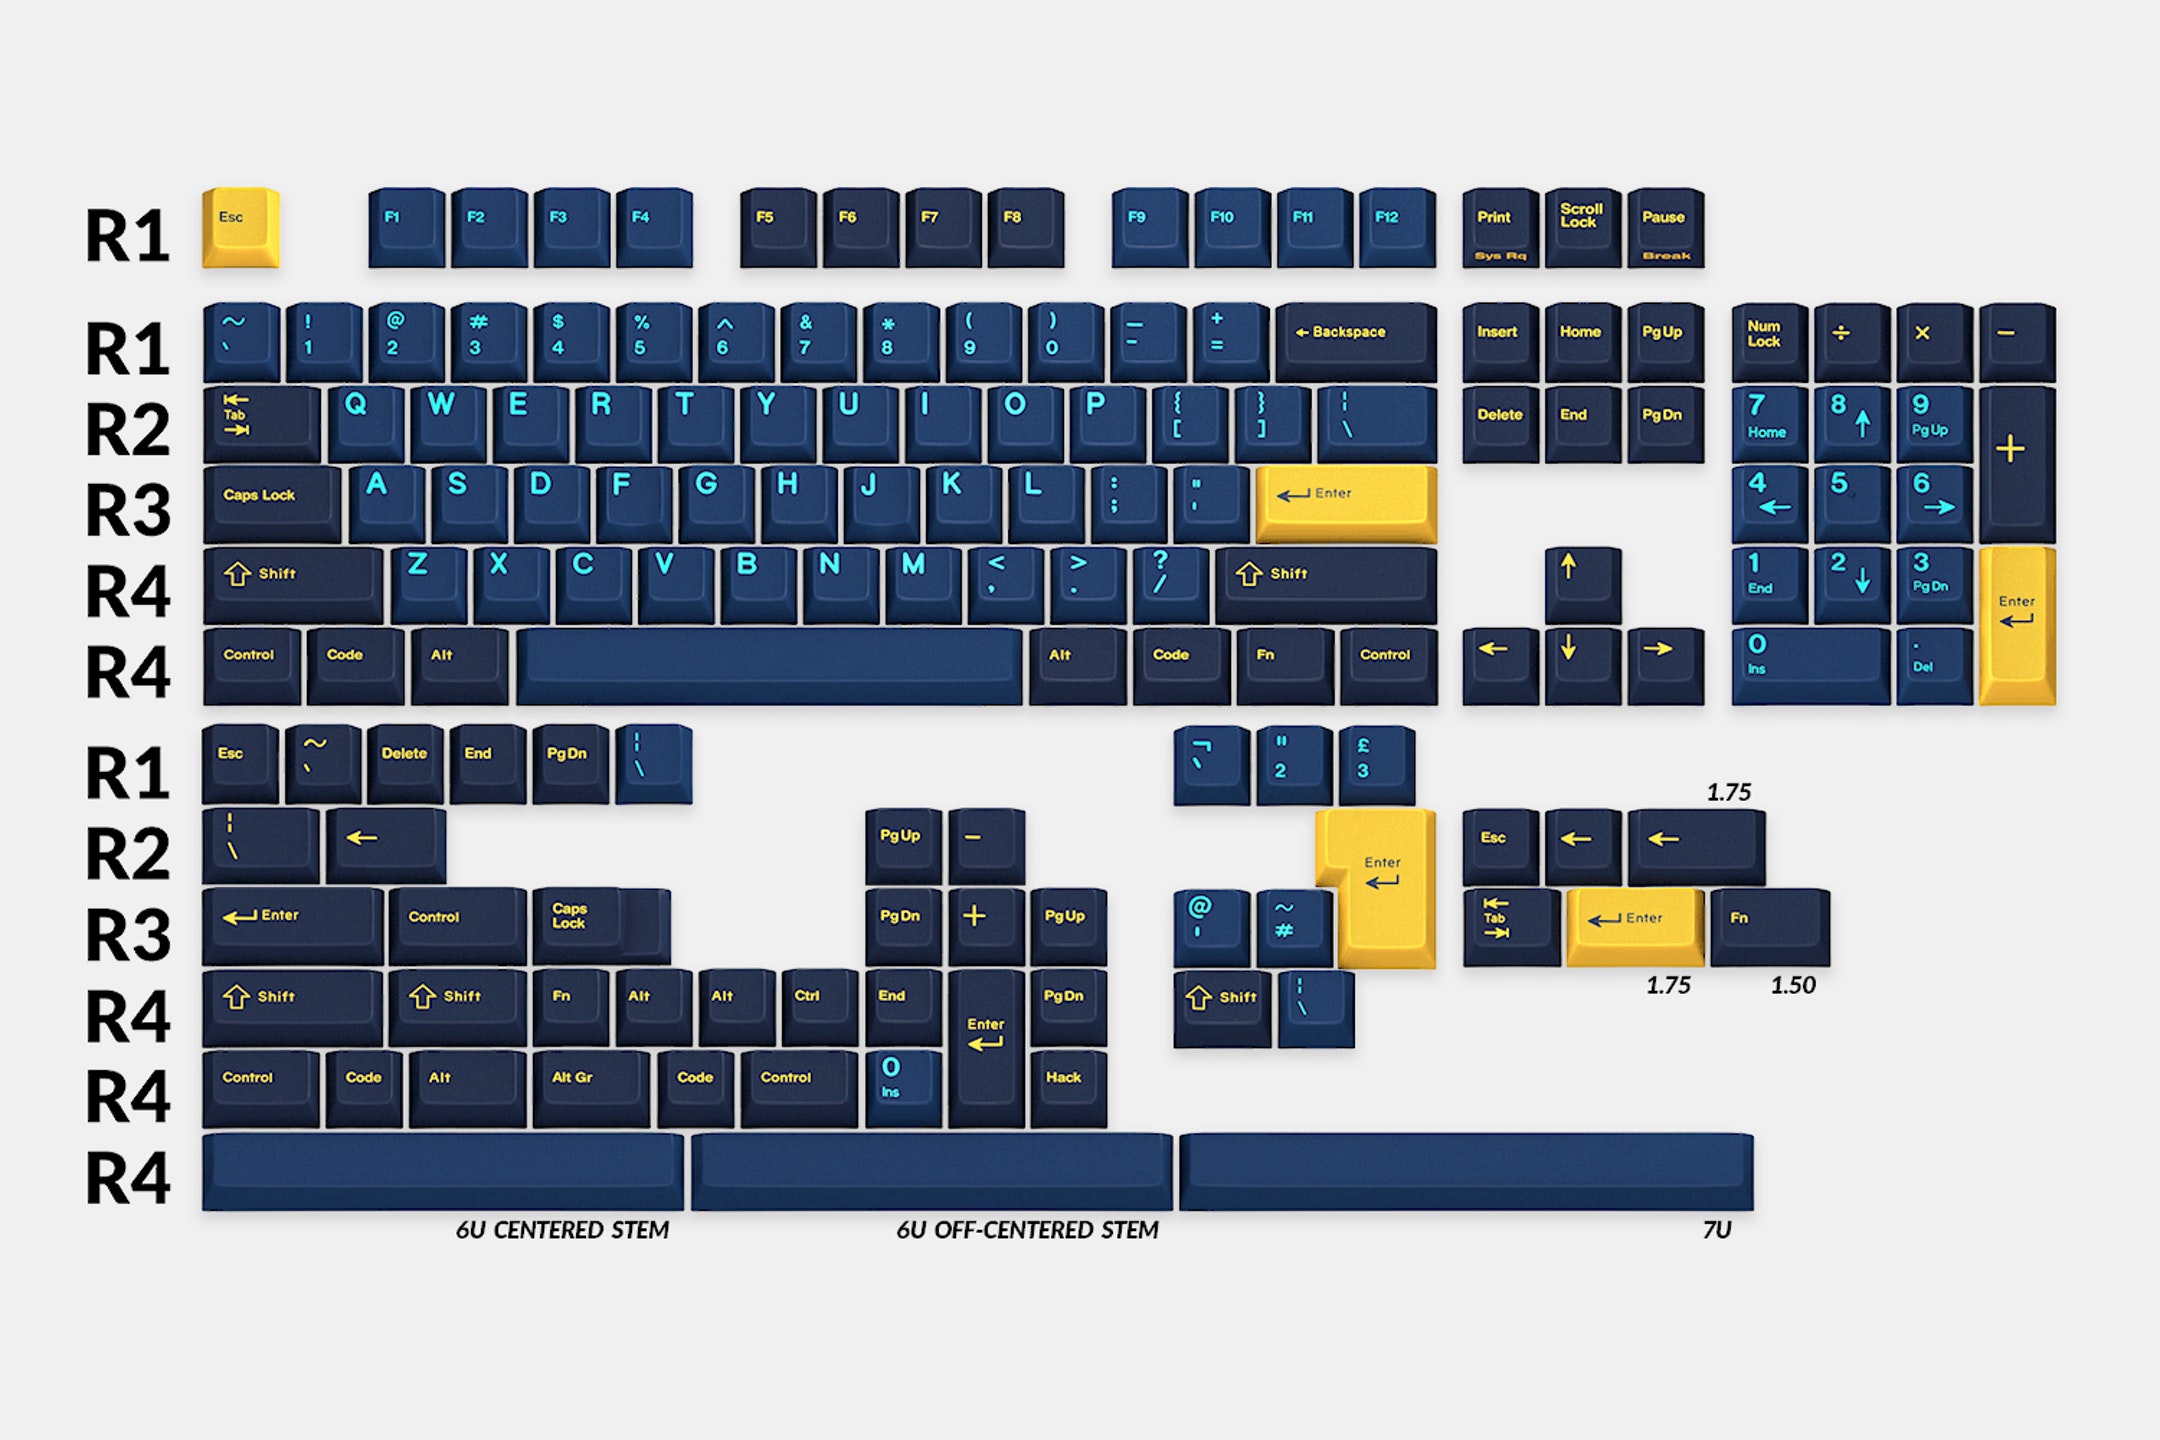 R1 Esc F1 F2 F3 F4 F5 F6 F7 F8 F9 F10 F11 F12 Print Sys Rq Scroll Lock Pause Break
R1 ~ ` ! 1 @ 2 # 3 $ 4 % 5 ^ 6 & 7 * 8 ( 9 ) 0 _ - + = ← Backspace Insert Home Pg Up Num Lock ÷ × −
R2 ⇤ Tab ⇥ Q W E R T Y U I O P { [ } ] ¦ \ Delete End Pg Dn 7 Home 8 ↑ 9 Pg Up +
R3 Caps Lock A S D F G H J K L : ; " ' ↵ Enter 4 ← 5 6 →
R4 ⇧ Shift Z X C V B N M < , > . ? / ⇧ Shift ↑ 1 End 2 ↓ 3 Pg Dn Enter ↵
R4 Control Code Alt Alt Code Fn Control ← ↓ → 0 Ins . Del
R1 Esc ~ ` Delete End Pg Dn ¦ \ ¬ ` " 2 £ 3
1.75
R2 ¦ \ ← Pg Up − Enter ↵ Esc ← ←
R3 ↵ Enter Control Caps Lock Pg Dn + Pg Up @ ' ~ # ⇤ Tab ⇥ ↵ Enter Fn
1.75 1.50
R4 ⇧ Shift ⇧ Shift Fn Alt Alt Ctrl End Enter ↵ Pg Dn ⇧ Shift ¦ \
R4 Control Code Alt Alt Gr Code Control 0 Ins Hack
R4
6U CENTERED STEM 6U OFF-CENTERED STEM 7U